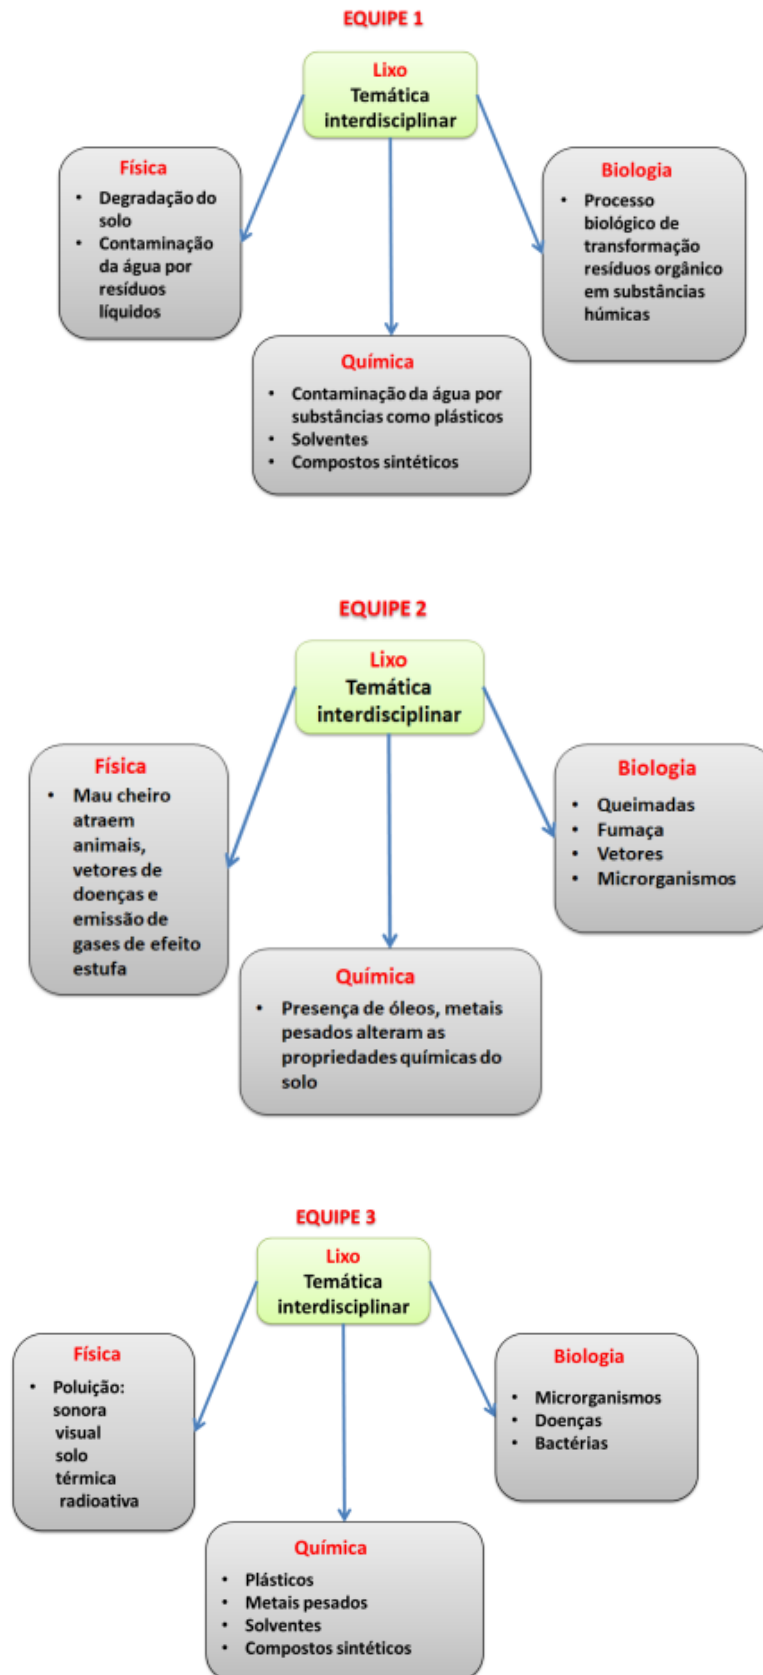 EQUIPE 1
Lixo
Temática
interdisciplinar
Física
• Degradação do
solo
• Contaminação
da água por
resíduos
líquidos
Biologia
• Processo
biológico de
transformação
resíduos orgânico
em substâncias
húmicas
Química
• Contaminação da água por
substâncias como plásticos
• Solventes
• Compostos sintéticos
EQUIPE 2
Lixo
Temática
interdisciplinar
Física
• Mau cheiro
atraem
animais,
vetores de
doenças e
emissão de
gases de efeito
estufa
Biologia
• Queimadas
• Fumaça
• Vetores
• Microrganismos
Química
• Presença de óleos, metais
pesados alteram as
propriedades químicas do
solo
EQUIPE 3
Lixo
Temática
interdisciplinar
Física
• Poluição:
sonora
visual
solo
térmica
radioativa
Biologia
• Microrganismos
• Doenças
• Bactérias
Química
• Plásticos
• Metais pesados
• Solventes
• Compostos sintéticos